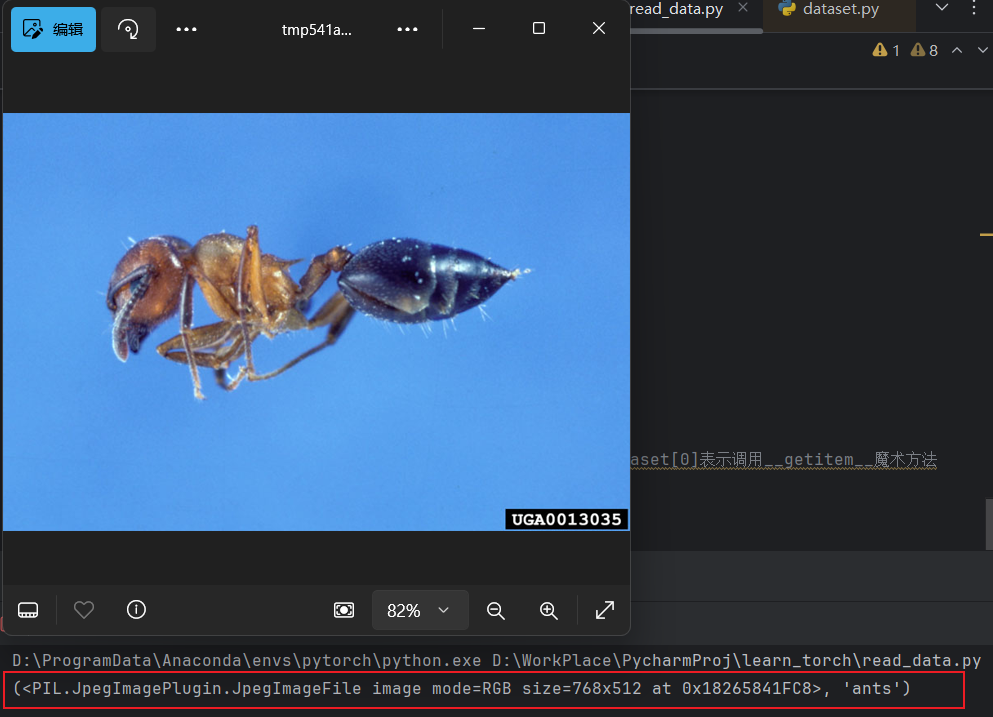 编辑
tmp541a...
read_data.py
dataset.py
1
8
aset[0]表示调用__getitem__魔术方法
UGA0013035
82%
D:\ProgramData\Anaconda\envs\pytorch\python.exe D:\WorkPlace\PycharmProj\learn_torch\read_data.py
(<PIL.JpegImagePlugin.JpegImageFile image mode=RGB size=768x512 at 0x18265841FC8>, 'ants')